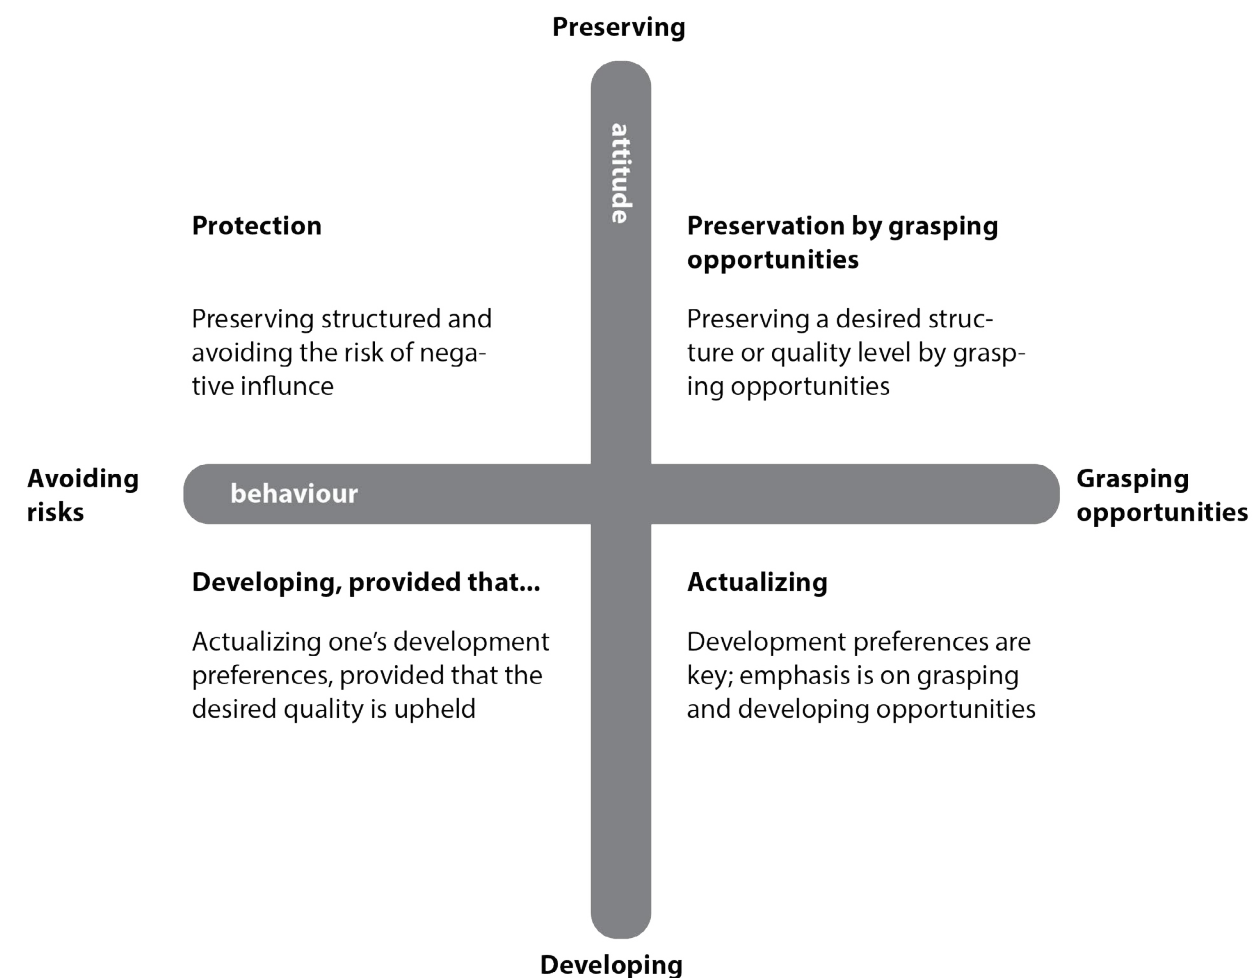 Preserving
attitude
Protection
Preserving structured and
avoiding the risk of nega-
tive influnce
Preservation by grasping
opportunities
Preserving a desired struc-
ture or quality level by grasp-
ing opportunities
Avoiding
risks
behaviour
Grasping
opportunities
Developing, provided that...
Actualizing one’s development
preferences, provided that the
desired quality is upheld
Actualizing
Development preferences are
key; emphasis is on grasping
and developing opportunities
Developing